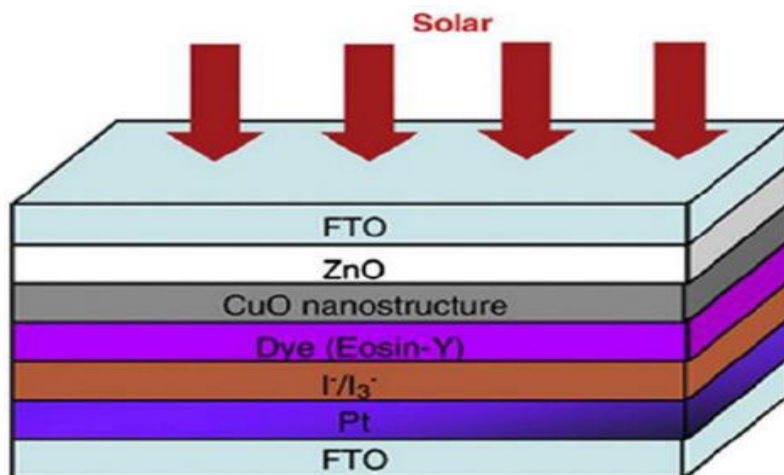 Solar
FTO
ZnO
CuO nanostructure
Dye (Eosin-Y)
I⁻/I₃⁻
Pt
FTO